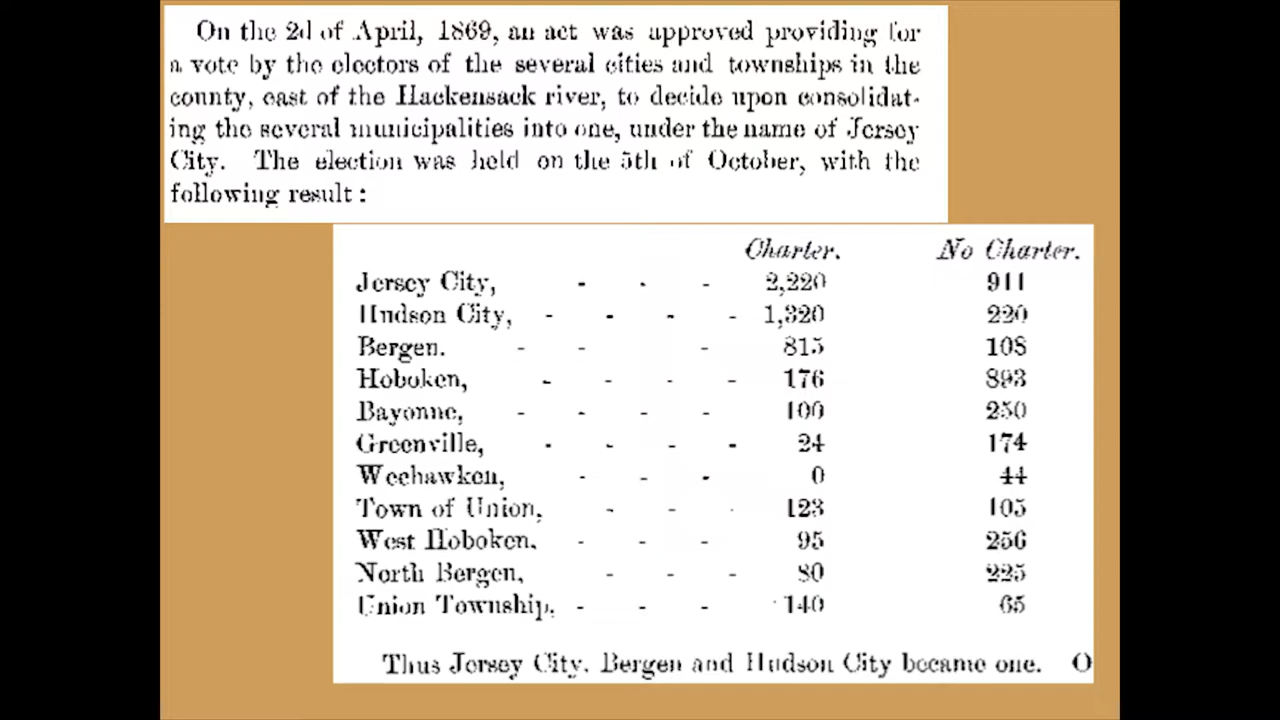 On the 2d of April, 1869, an act was approved providing for
a vote by the electors of the several cities and townships in the
county, east of the Hackensack river, to decide upon consolidat-
ing the several municipalities into one, under the name of Jersey
City. The election was held on the 5th of October, with the
following result:
Charter. No Charter.
Jersey City, - - - 2,220 911
Hudson City, - - - - 1,320 220
Bergen. - - - 815 108
Hoboken, - - - - 176 893
Bayonne, - - - - 100 250
Greenville, - - - - 24 174
Weehawken, - - - 0 44
Town of Union, - - - 123 105
West Hoboken. - - - 95 256
North Bergen, - - - 80 225
Union Township. - - - 140 65
Thus Jersey City. Bergen and Hudson City became one. O